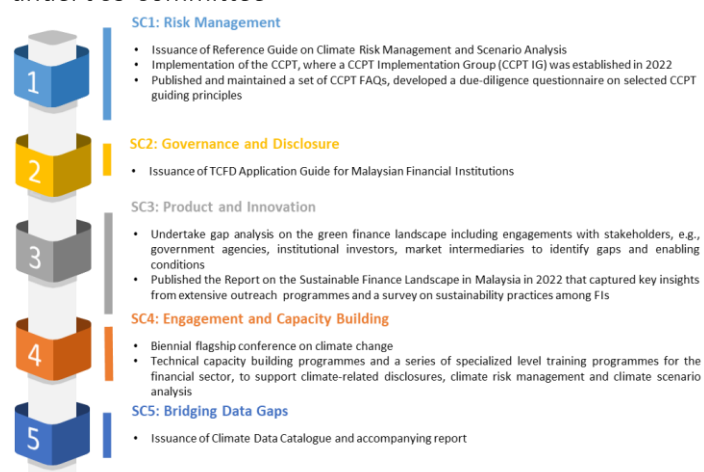 SC1: Risk Management
• Issuance of Reference Guide on Climate Risk Management and Scenario Analysis
• Implementation of the CCPT, where a CCPT Implementation Group (CCPT IG) was established in 2022
• Published and maintained a set of CCPT FAQs, developed a due-diligence questionnaire on selected CCPT
guiding principles
1
SC2: Governance and Disclosure
• Issuance of TCFD Application Guide for Malaysian Financial Institutions
2
SC3: Product and Innovation
• Undertake gap analysis on the green finance landscape including engagements with stakeholders, e.g.,
government agencies, institutional investors, market intermediaries to identify gaps and enabling
conditions
• Published the Report on the Sustainable Finance Landscape in Malaysia in 2022 that captured key insights
from extensive outreach programmes and a survey on sustainability practices among FIs
3
SC4: Engagement and Capacity Building
• Biennial flagship conference on climate change
• Technical capacity building programmes and a series of specialized level training programmes for the
financial sector, to support climate-related disclosures, climate risk management and climate scenario
analysis
4
SC5: Bridging Data Gaps
• Issuance of Climate Data Catalogue and accompanying report
5